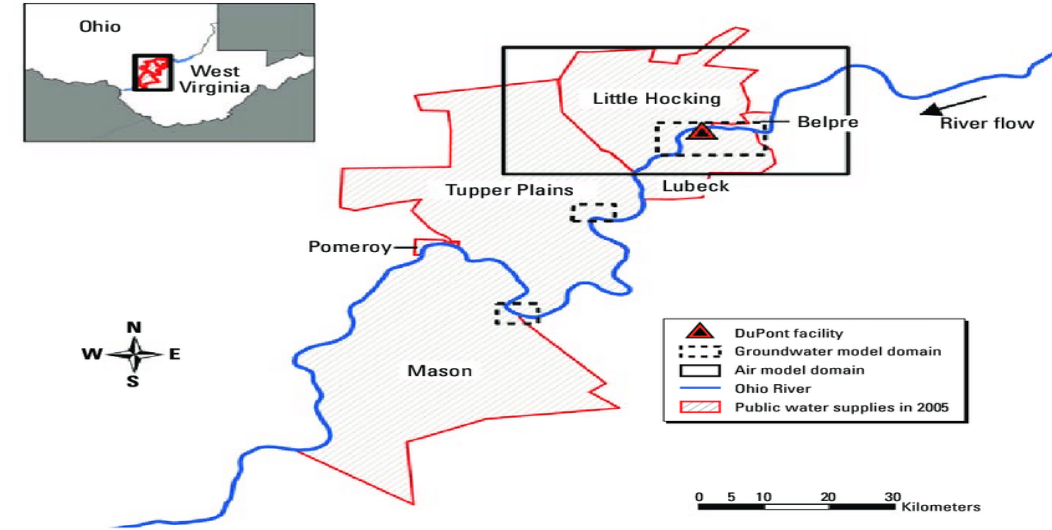 Ohio
West
Virginia
Little Hocking
Belpre
River flow
Tupper Plains
Lubeck
Pomeroy
Mason
N
W
E
S
DuPont facility
Groundwater model domain
Air model domain
Ohio River
Public water supplies in 2005
0 5 10 20 30
Kilometers